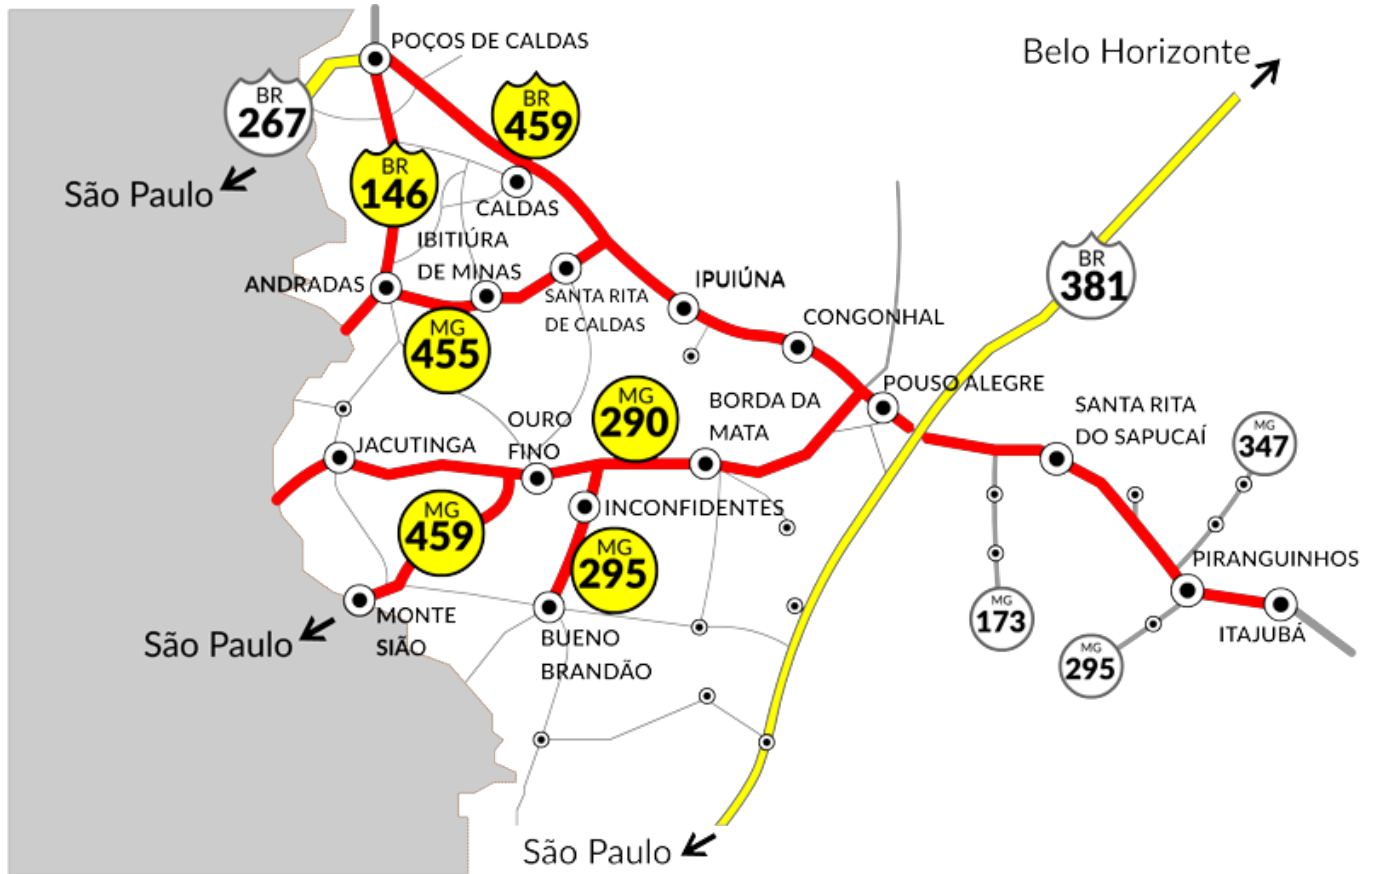 POÇOS DE CALDAS
Belo Horizonte
BR
267
BR
459
São Paulo
BR
146
CALDAS
IBITIÚRA
DE MINAS
ANDRADAS
SANTA RITA
DE CALDAS
IPUIÚNA
BR
381
MG
455
CONGONHAL
POUSO ALEGRE
MG
290
BORDA DA
MATA
OURO
FINO
SANTA RITA
DO SAPUCAÍ
MG
347
JACUTINGA
MG
459
INCONFIDENTES
MG
295
PIRANGUINHOS
MG
173
MONTE
SIÃO
São Paulo
BUENO
BRANDÃO
ITAJUBÁ
MG
295
São Paulo